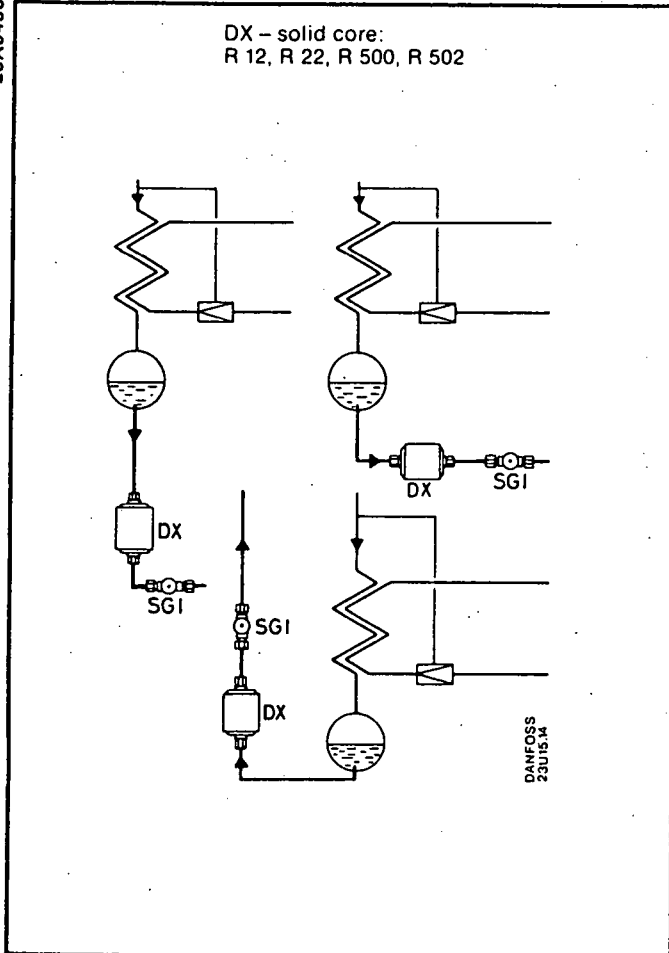 DX – solid core:
R 12, R 22, R 500, R 502
DX
SGI
DX
SGI
SGI
DX
DANFOSS
23U15.14